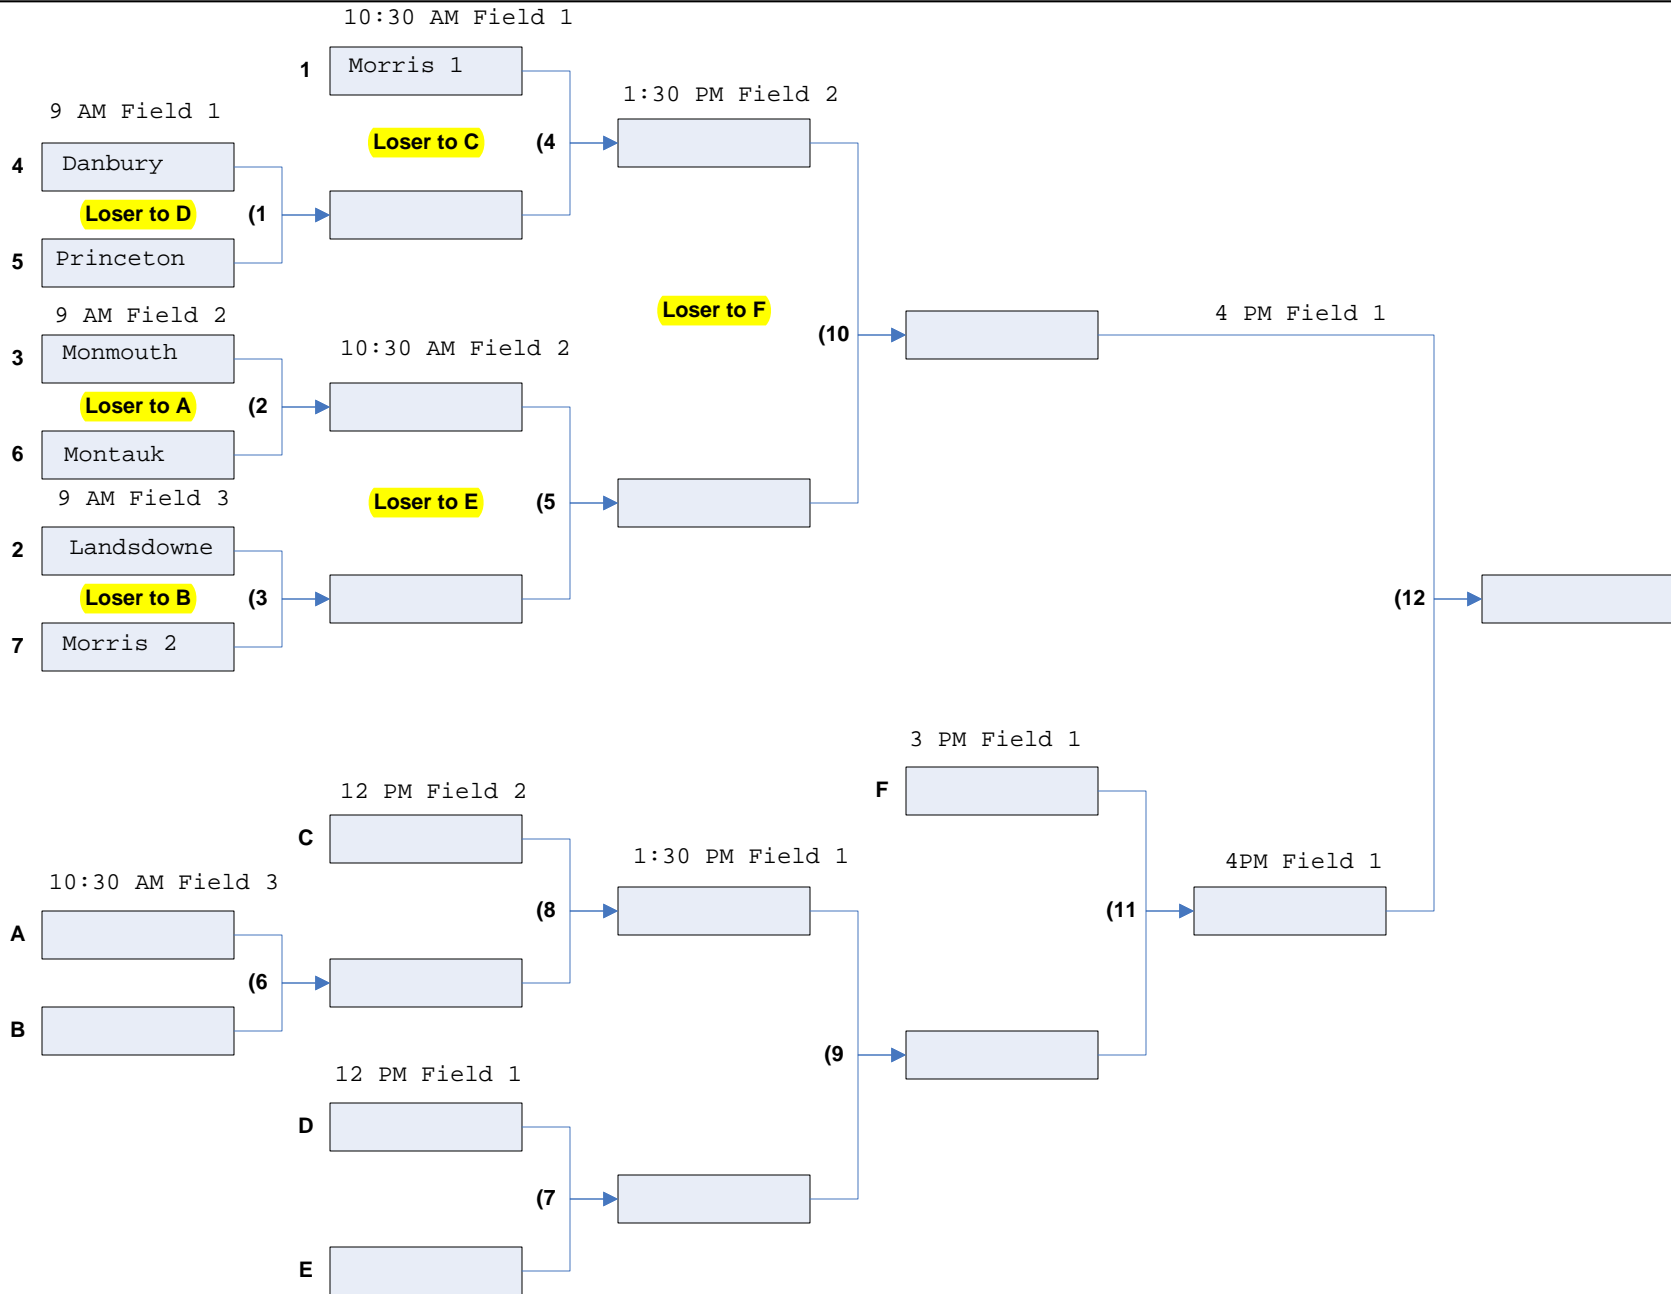 10:30 AM Field 1
1 Morris 1
9 AM Field 1
1:30 PM Field 2
Loser to C (4
4 Danbury
Loser to D (1
5 Princeton
9 AM Field 2
Loser to F
4 PM Field 1
(10
3 Monmouth
10:30 AM Field 2
Loser to A (2
6 Montauk
9 AM Field 3
Loser to E (5
2 Landsdowne
Loser to B (3
(12
7 Morris 2
3 PM Field 1
F
12 PM Field 2
C
1:30 PM Field 1
4PM Field 1
10:30 AM Field 3
(8
(11
A
(6
B
(9
12 PM Field 1
D
(7
E